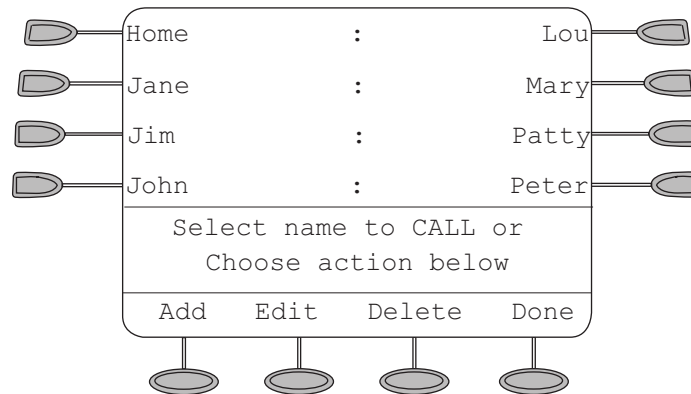 Home : Lou
Jane : Mary
Jim : Patty
John : Peter
Select name to CALL or
Choose action below
Add Edit Delete Done